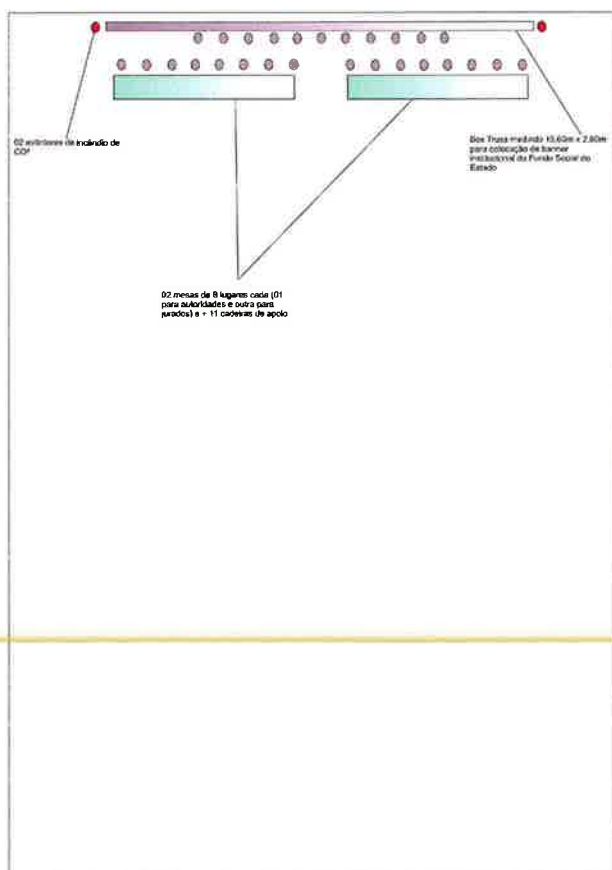 02 extintores de incêndio de
CO²
Box Truss medindo 10,60m x 2,80m
para colocação de banner
institucional do Fundo Social do
Estado
02 mesas de 8 lugares cada (01
para autoridades e outra para
jurados) e + 11 cadeiras de apoio